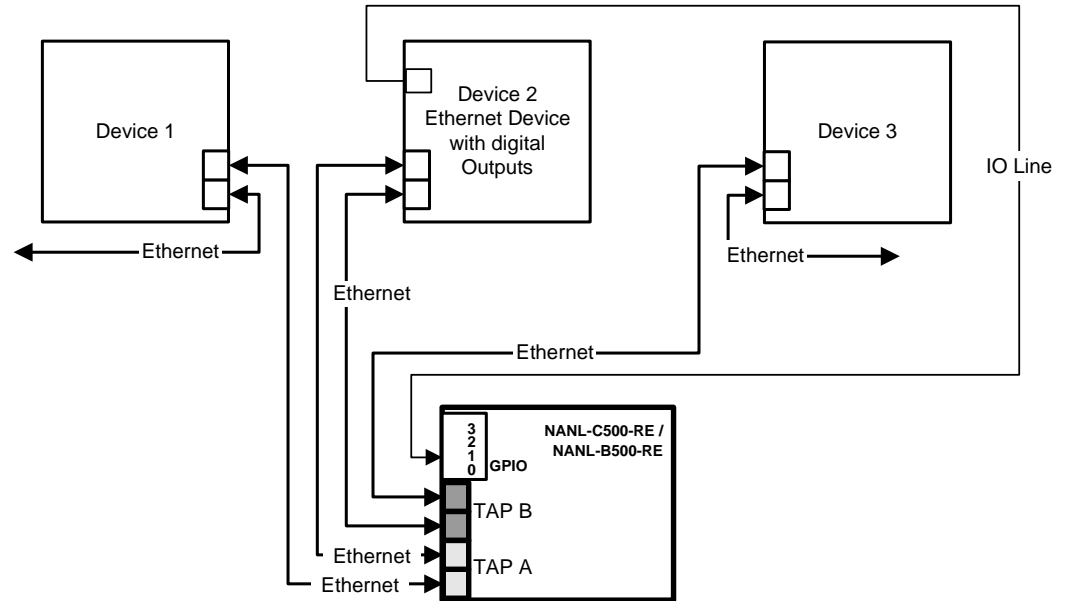 Device 1
Device 2
Ethernet Device
with digital
Outputs
Device 3
IO Line
Ethernet
Ethernet
Ethernet
Ethernet
3
2
1
0
GPIO
NANL-C500-RE /
NANL-B500-RE
TAP B
TAP A
Ethernet
Ethernet